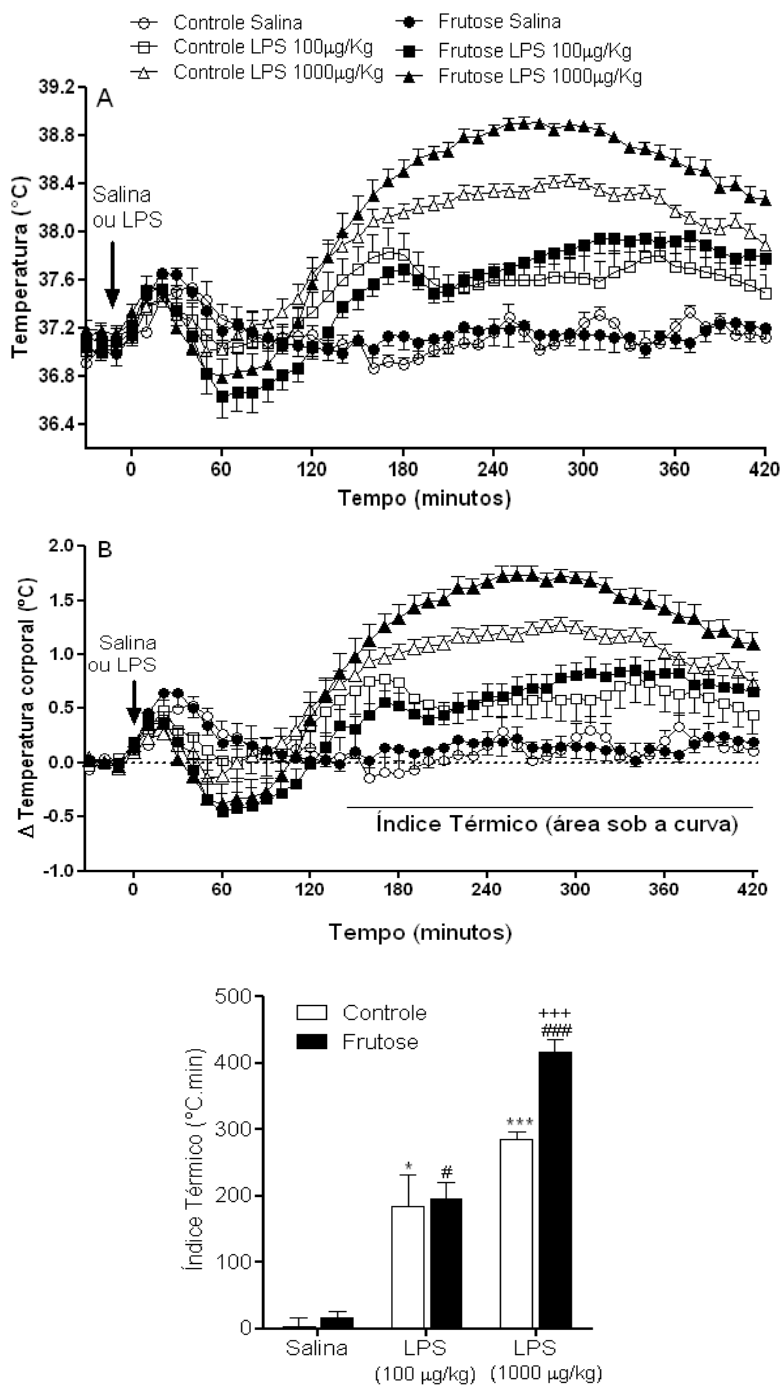 Controle Salina
Frutose Salina
Controle LPS 100µg/Kg
Frutose LPS 100µg/Kg
Controle LPS 1000µg/Kg
Frutose LPS 1000µg/Kg
A
39.2
38.8
38.4
38.0
37.6
37.2
36.8
36.4
Temperatura (°C)
Salina
ou LPS
0 60 120 180 240 300 360 420
Tempo (minutos)
B
2.0
1.5
1.0
0.5
0.0
-0.5
-1.0
Δ Temperatura corporal (ºC)
Salina
ou LPS
Índice Térmico (área sob a curva)
0 60 120 180 240 300 360 420
Tempo (minutos)
500
400
300
200
100
0
Índice Térmico (°C.min)
Controle
Frutose
*
#
***
+++
###
Salina
LPS
(100 µg/kg)
LPS
(1000 µg/kg)